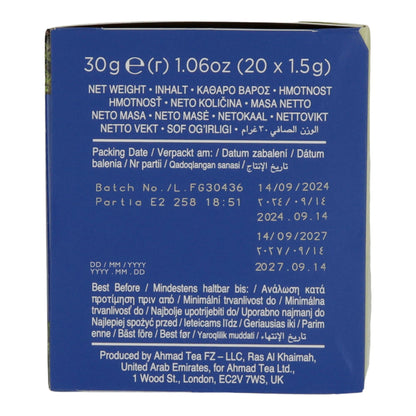 30g e (r) 1.06oz (20 x 1.5g)
NET WEIGHT • INHALT • ΚΑΘΑΡΟ ΒΑΡΟΣ • HMOTNOST
HMOTNOSŤ • NETO KOLIČINA • MASA NETTO
NETO MASA • NETO MASĖ • NETOKAAL • NETTOVIKT
NETTO VEKT • SOF OG'IRLIGI • الوزن الصافي ٣٠ غرام
Packing Date / Verpackt am: / Datum zabalení / Dátum
balenia / Nr partii / Qadoqlangan sanasi / تاريخ الإنتاج
Batch No./L.FG30436 14/09/2024
Partia E2 258 18:51 ٢٠٢٤/٠٩/١٤
2024.09.14
14/09/2027
٢٠٢٧/٠٩/١٤
DD / MM / YYYY
YYYY . MM . DD 2027.09.14
Best Before / Mindestens haltbar bis: / Ανάλωση κατά
προτίμηση πριν από / Minimální trvanlivost do / Minimálna
trvanlivosť do / Najbolje upotrijebiti do / Uporabno najmanj do
Najlepiej spożyć przed / Ieteicams līdz / Geriausias iki / Parim
enne / Bäst före / Best før / Yaroqlilik muddati / تاريخ الإنتهاء
Produced by Ahmad Tea FZ – LLC, Ras Al Khaimah,
United Arab Emirates, for Ahmad Tea Ltd.,
1 Wood St., London, EC2V 7WS, UK